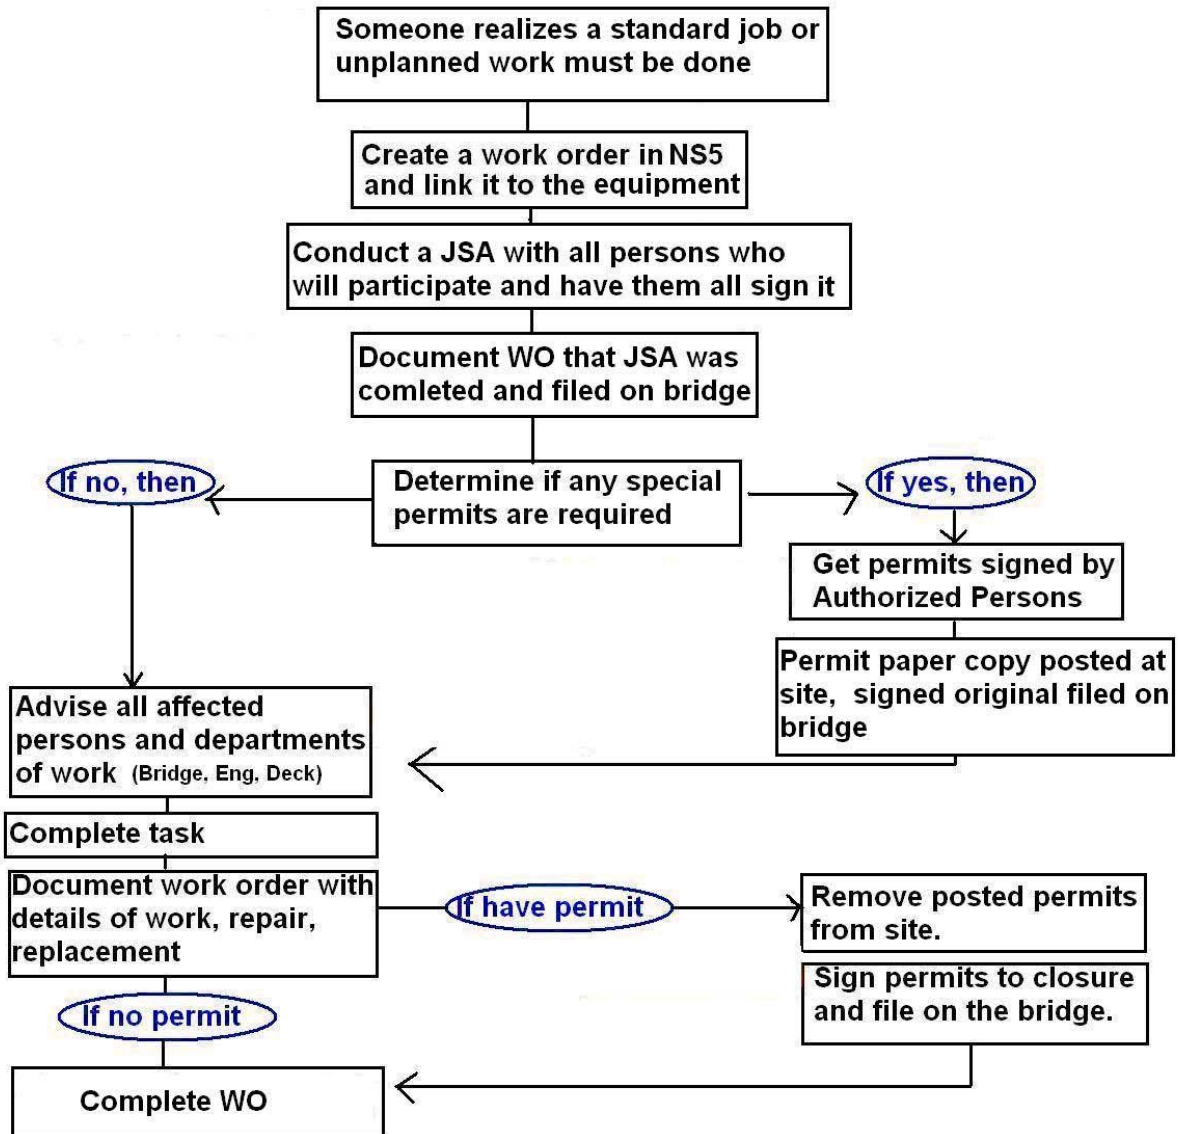 Someone realizes a standard job or
unplanned work must be done
Create a work order in NS5
and link it to the equipment
Conduct a JSA with all persons who
will participate and have them all sign it
Document WO that JSA was
comleted and filed on bridge
If no, then
Determine if any special
permits are required
If yes, then
Get permits signed by
Authorized Persons
Permit paper copy posted at
site, signed original filed on
bridge
Advise all affected
persons and departments
of work (Bridge, Eng, Deck)
Complete task
Document work order with
details of work, repair,
replacement
If have permit
Remove posted permits
from site.
Sign permits to closure
and file on the bridge.
If no permit
Complete WO